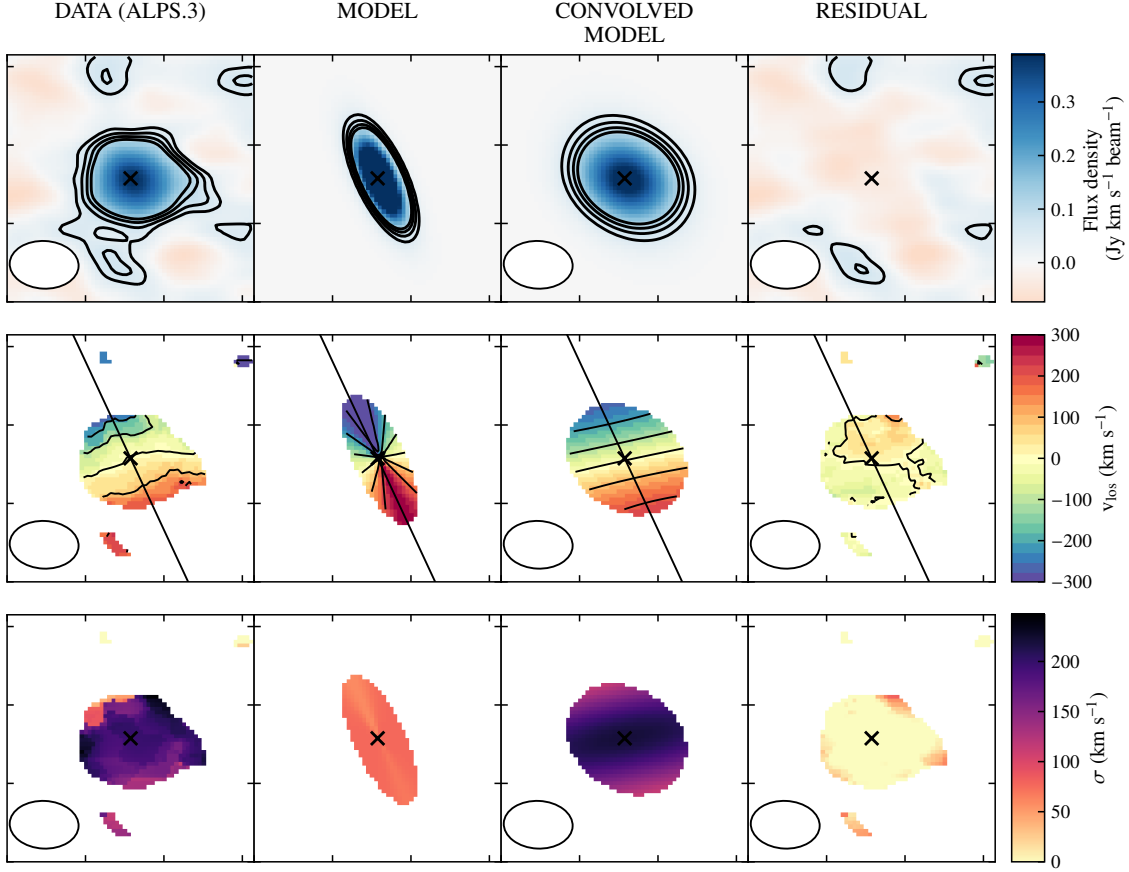 DATA (ALPS.3)
MODEL
CONVOLVED
MODEL
RESIDUAL
0.3
0.2
0.1
0.0
Flux density
(Jy km s⁻¹ beam⁻¹)
300
200
100
0
−100
−200
−300
v_los (km s⁻¹)
200
150
100
50
0
σ (km s⁻¹)